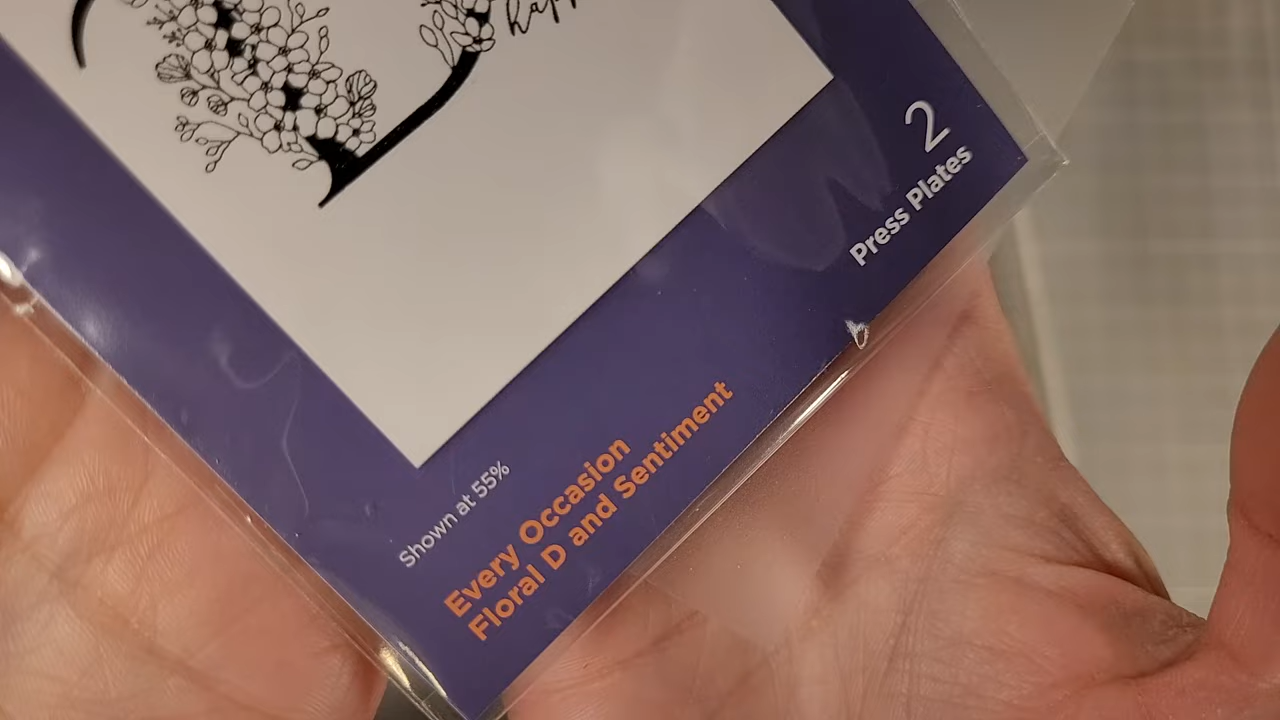 2
Press Plates
Shown at 55%
Every Occasion
Floral D and Sentiment